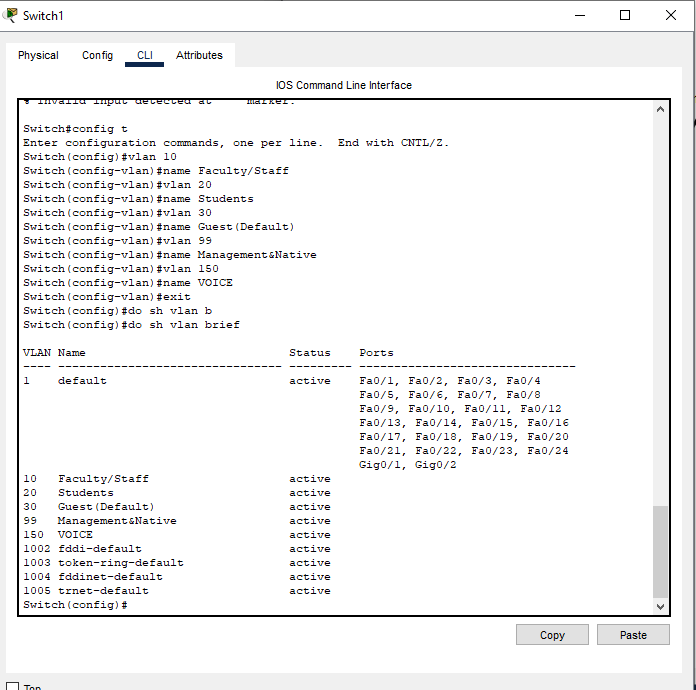 Switch1
Physical Config CLI Attributes
IOS Command Line Interface
% Invalid input detected at marker.
Switch#config t
Enter configuration commands, one per line. End with CNTL/Z.
Switch(config)#vlan 10
Switch(config-vlan)#name Faculty/Staff
Switch(config-vlan)#vlan 20
Switch(config-vlan)#name Students
Switch(config-vlan)#vlan 30
Switch(config-vlan)#name Guest(Default)
Switch(config-vlan)#vlan 99
Switch(config-vlan)#name Management&Native
Switch(config-vlan)#vlan 150
Switch(config-vlan)#name VOICE
Switch(config-vlan)#exit
Switch(config)#do sh vlan b
Switch(config)#do sh vlan brief
VLAN Name Status Ports
---- -------------------------------- --------- -------------------------------
1 default active Fa0/1, Fa0/2, Fa0/3, Fa0/4
Fa0/5, Fa0/6, Fa0/7, Fa0/8
Fa0/9, Fa0/10, Fa0/11, Fa0/12
Fa0/13, Fa0/14, Fa0/15, Fa0/16
Fa0/17, Fa0/18, Fa0/19, Fa0/20
Fa0/21, Fa0/22, Fa0/23, Fa0/24
Gig0/1, Gig0/2
10 Faculty/Staff active
20 Students active
30 Guest(Default) active
99 Management&Native active
150 VOICE active
1002 fddi-default active
1003 token-ring-default active
1004 fddinet-default active
1005 trnet-default active
Switch(config)#
Copy Paste
Top